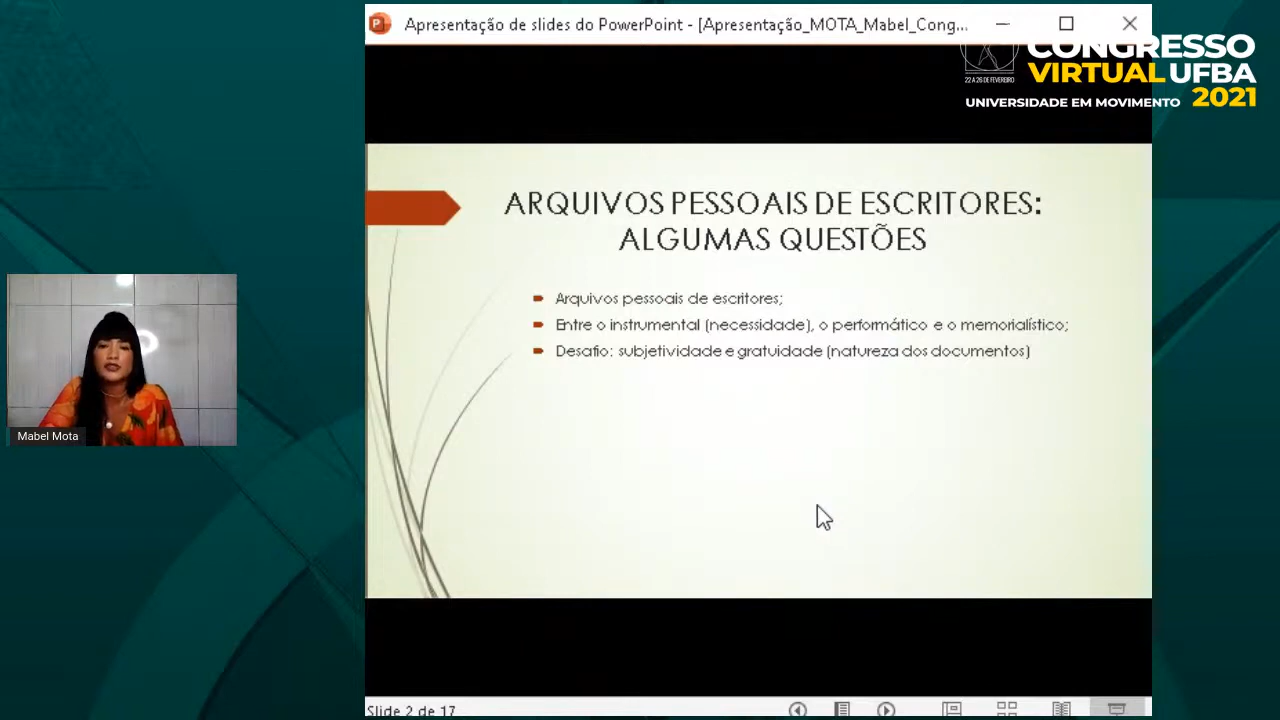 Apresentação de slides do PowerPoint - [Apresentação_MOTA_Mabel_Cong...
CONGRESSO
VIRTUAL UFBA
2021
22 A 26 DE FEVEREIRO
UNIVERSIDADE EM MOVIMENTO
ARQUIVOS PESSOAIS DE ESCRITORES:
ALGUMAS QUESTÕES
Arquivos pessoais de escritores;
Entre o instrumental (necessidade), o performático e o memorialístico;
Desafio: subjetividade e gratuidade (natureza dos documentos)
Mabel Mota
Slide 2 de 17